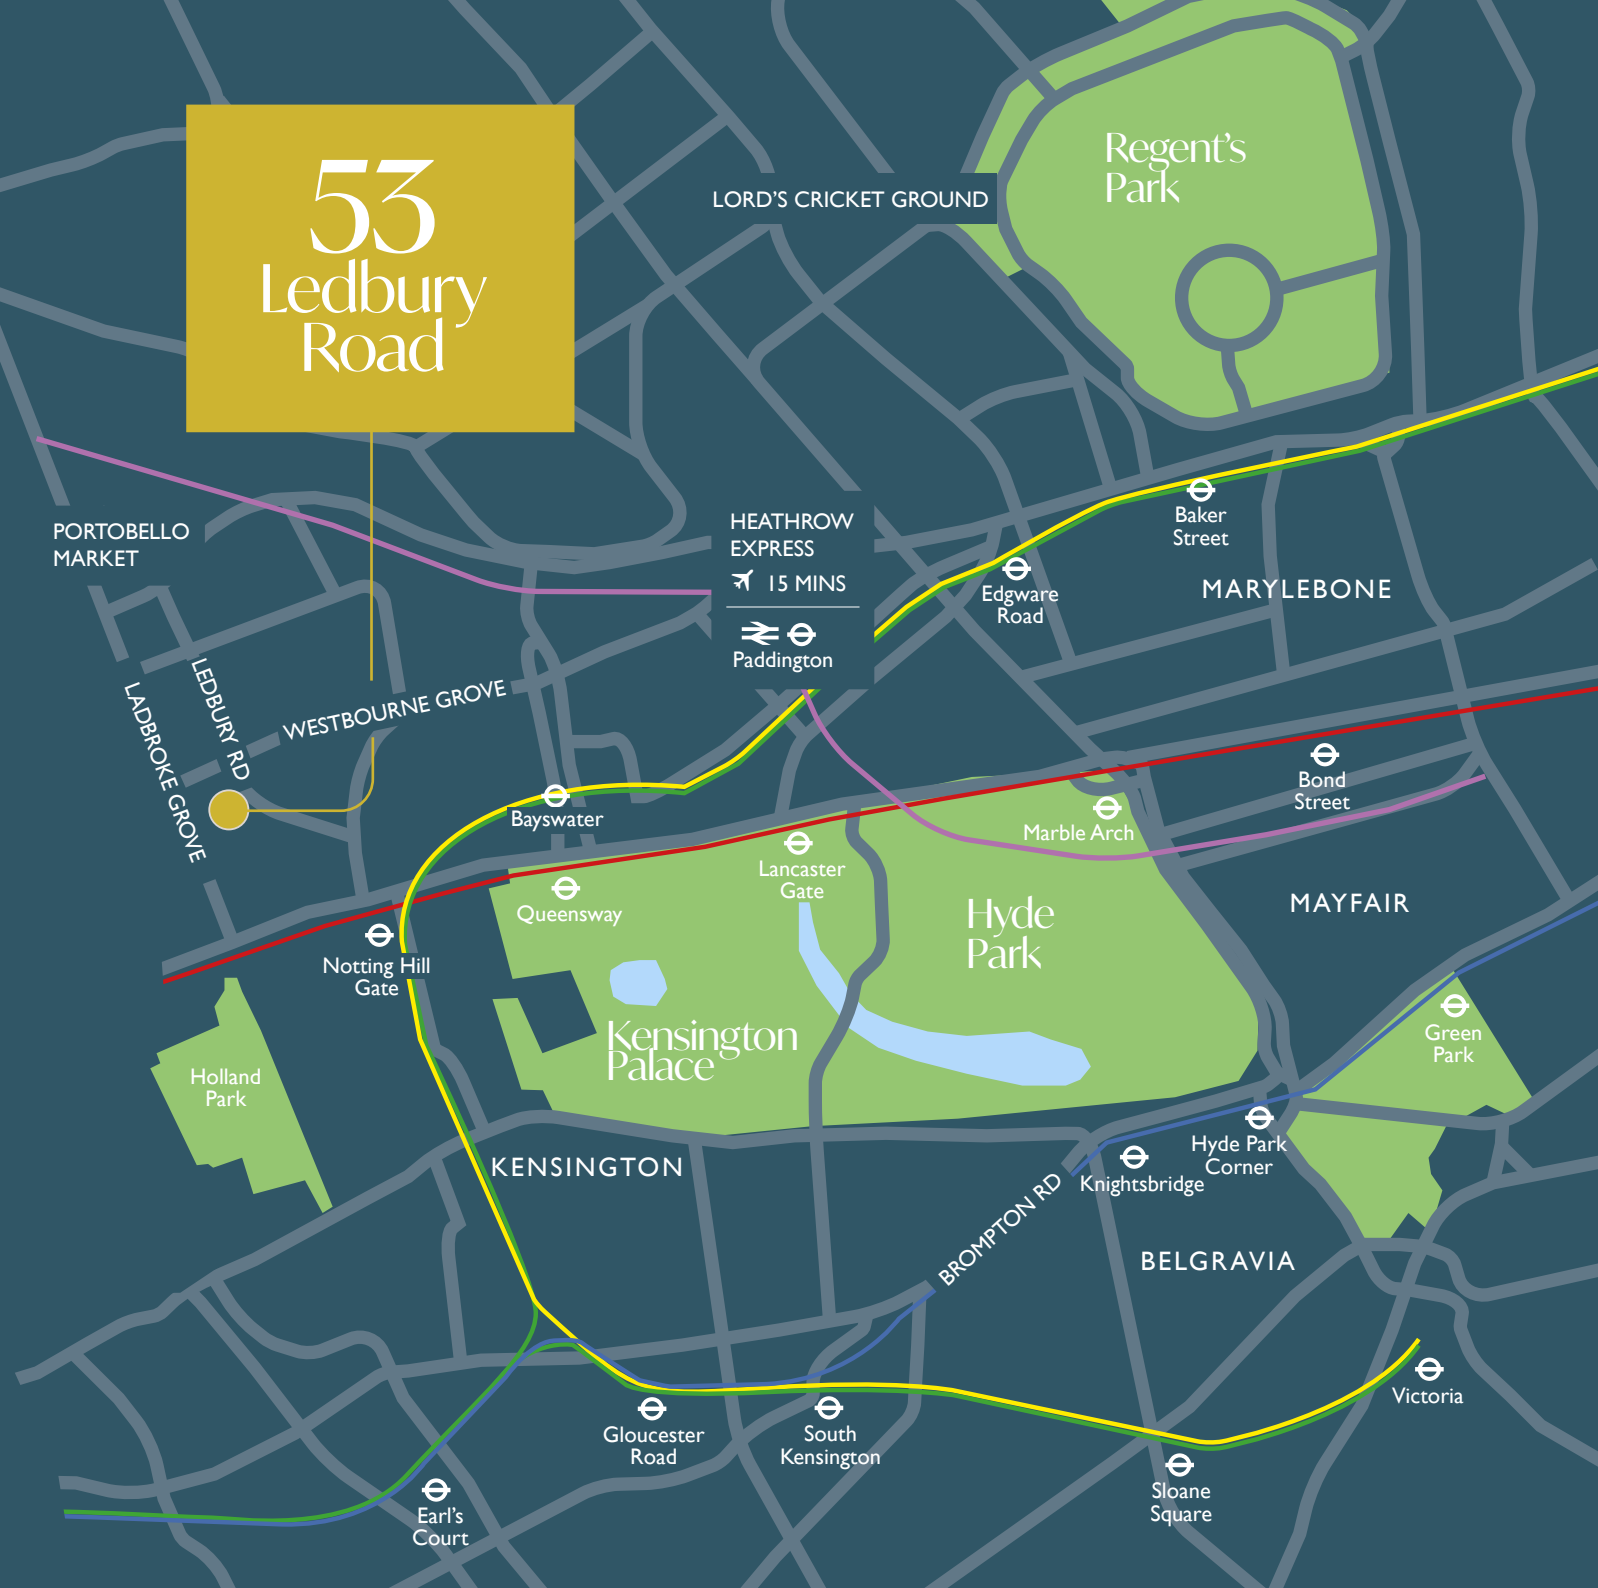 Regent's
Park
LORD'S CRICKET GROUND
53
Ledbury
Road
PORTOBELLO
MARKET
HEATHROW
EXPRESS
15 MINS
Paddington
Baker
Street
Edgware
Road
MARYLEBONE
LEDBURY RD
LADBROKE GROVE
WESTBOURNE GROVE
Bayswater
Bond
Street
Marble Arch
Lancaster
Gate
Queensway
Notting Hill
Gate
Hyde
Park
MAYFAIR
Kensington
Palace
Green
Park
Holland
Park
Hyde Park
Corner
Knightsbridge
KENSINGTON
BROMPTON RD
BELGRAVIA
Victoria
Gloucester
Road
South
Kensington
Sloane
Square
Earl's
Court